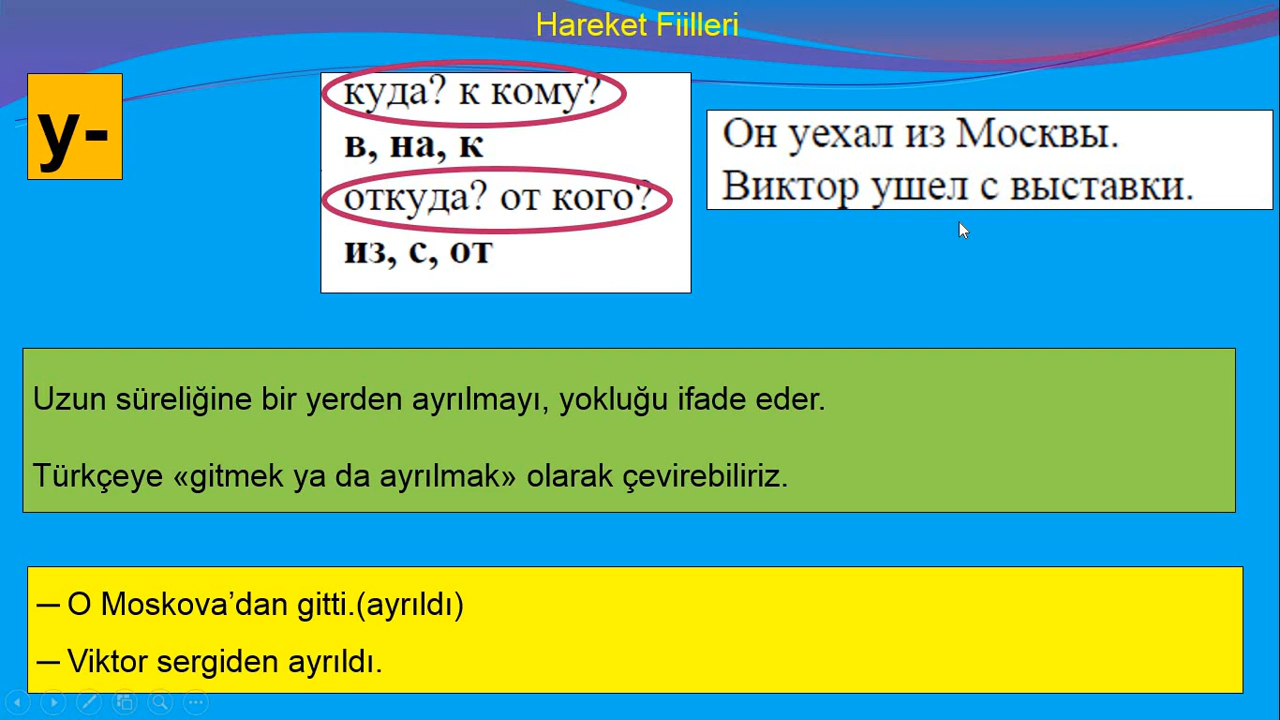 Hareket Fiilleri
у-
куда? к кому?
в, на, к
откуда? от кого?
из, с, от
Он уехал из Москвы.
Виктор ушел с выставки.
Uzun süreliğine bir yerden ayrılmayı, yokluğu ifade eder.
Türkçeye «gitmek ya da ayrılmak» olarak çevirebiliriz.
─ O Moskova’dan gitti.(ayrıldı)
─ Viktor sergiden ayrıldı.